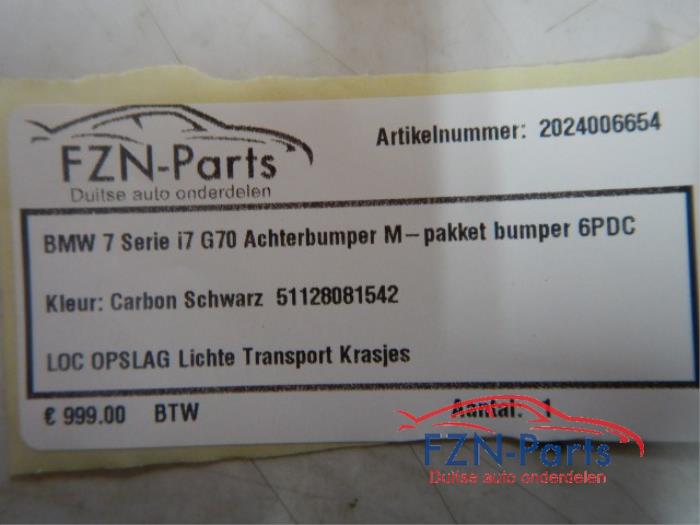 Artikelnummer: 2024006654
FZN-Parts
Duitse auto onderdelen
BMW 7 Serie i7 G70 Achterbumper M-pakket bumper 6PDC
Kleur: Carbon Schwarz 51128081542
LOC OPSLAG Lichte Transport Krasjes
€ 999.00 BTW Aantal: 1
FZN-Parts
Duitse auto onderdelen